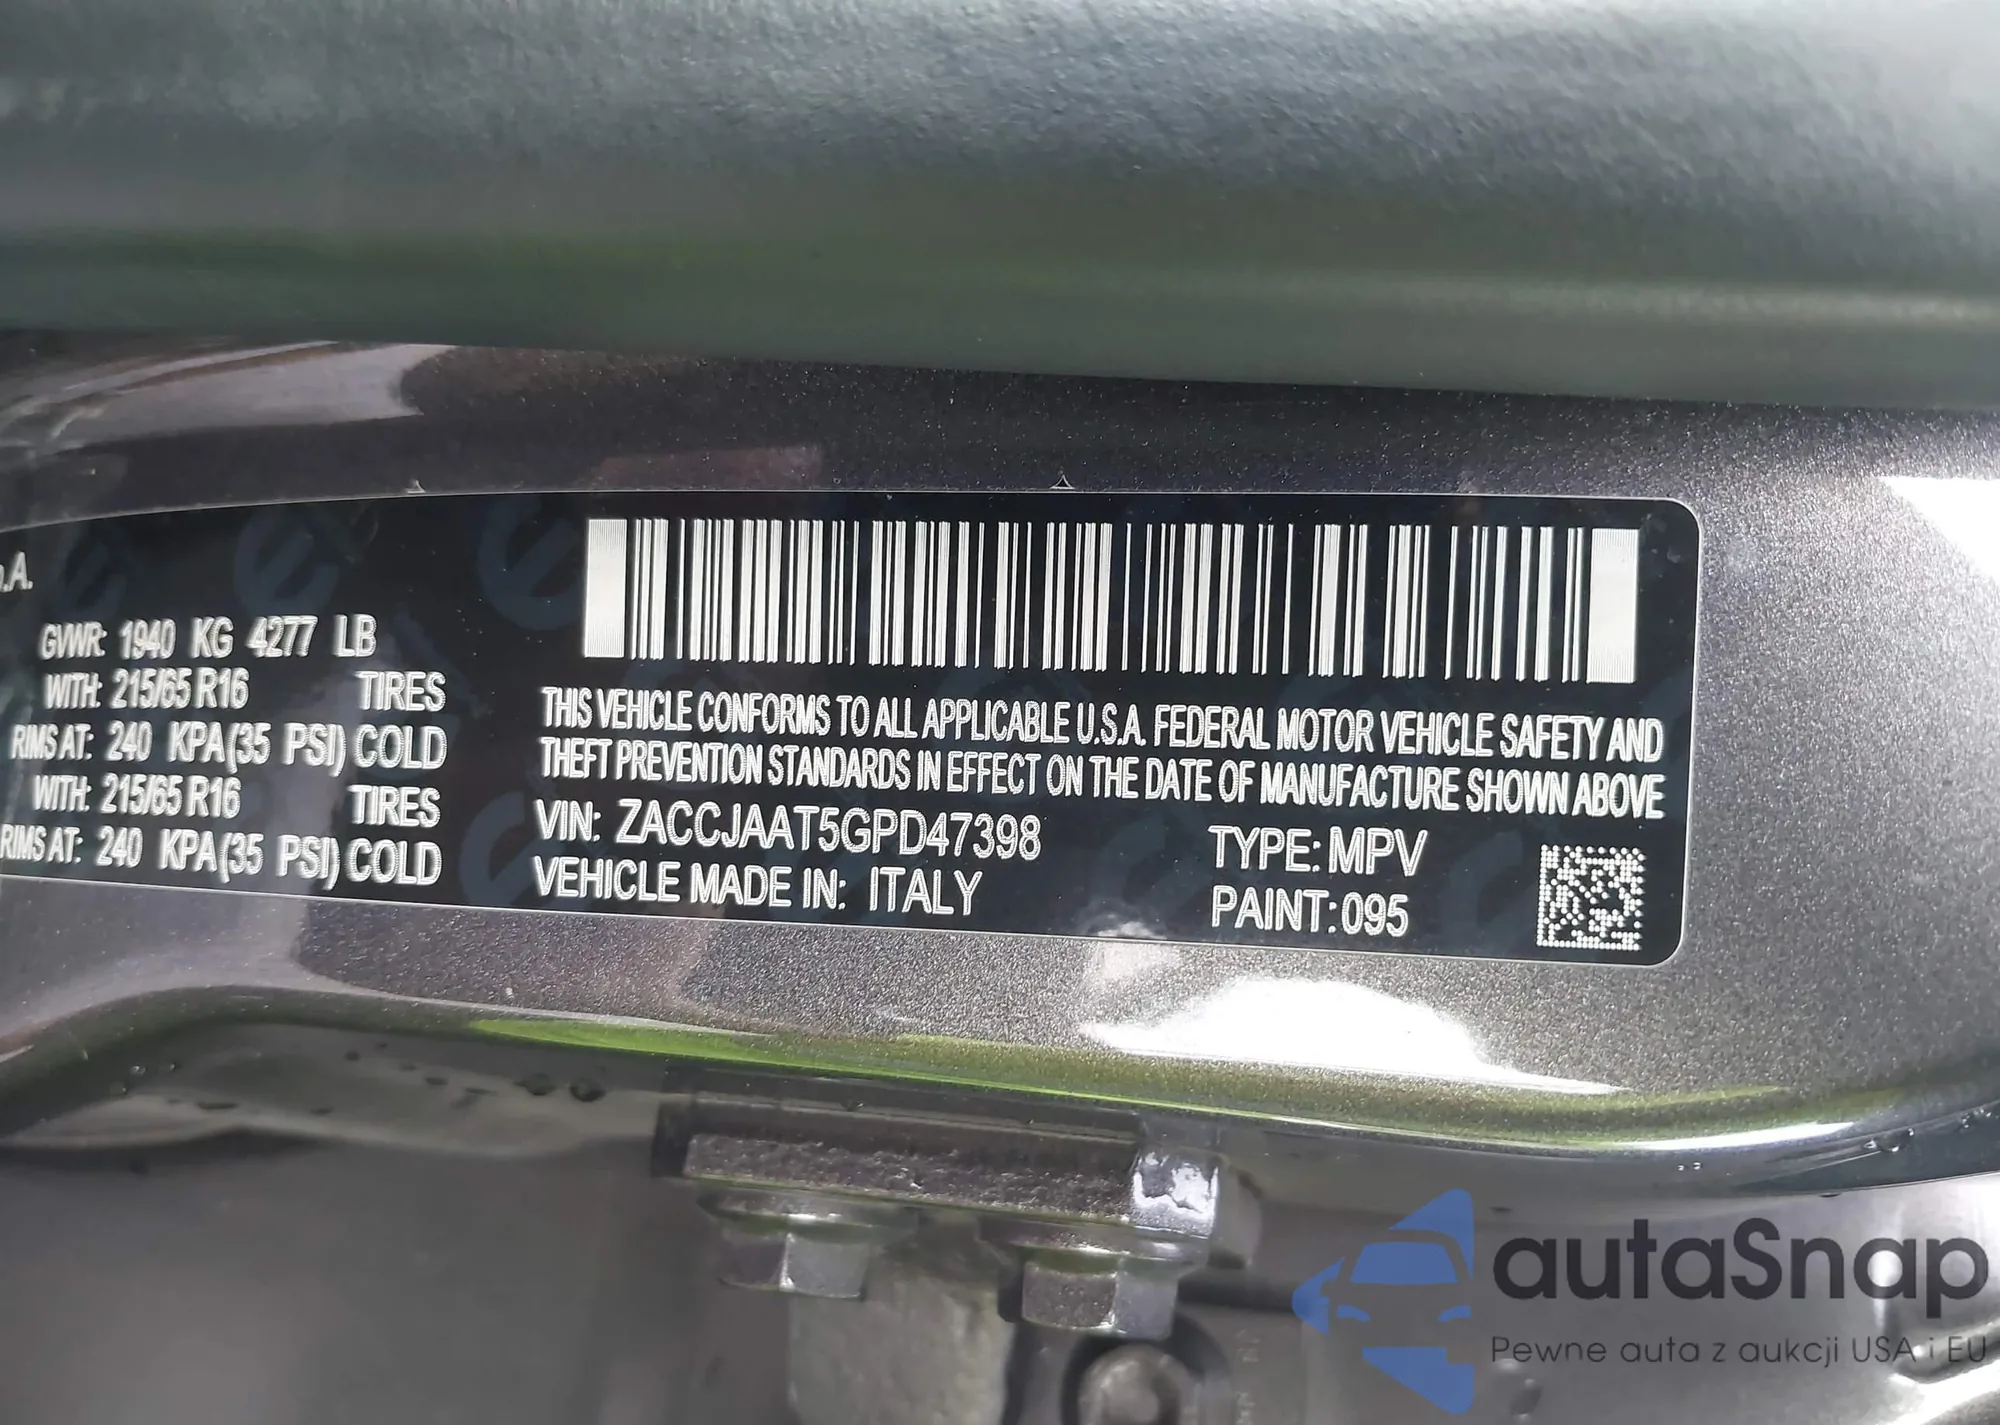 .A.
GVWR: 1940 KG 4277 LB
WITH: 215/65 R16 TIRES
RIMS AT: 240 KPA(35 PSI) COLD
WITH: 215/65 R16 TIRES
RIMS AT: 240 KPA(35 PSI) COLD
THIS VEHICLE CONFORMS TO ALL APPLICABLE U.S.A. FEDERAL MOTOR VEHICLE SAFETY AND
THEFT PREVENTION STANDARDS IN EFFECT ON THE DATE OF MANUFACTURE SHOWN ABOVE
VIN: ZACCJAAT5GPD47398 TYPE: MPV
VEHICLE MADE IN: ITALY PAINT: 095
autaSnap
Pewne auta z aukcji USA i EU